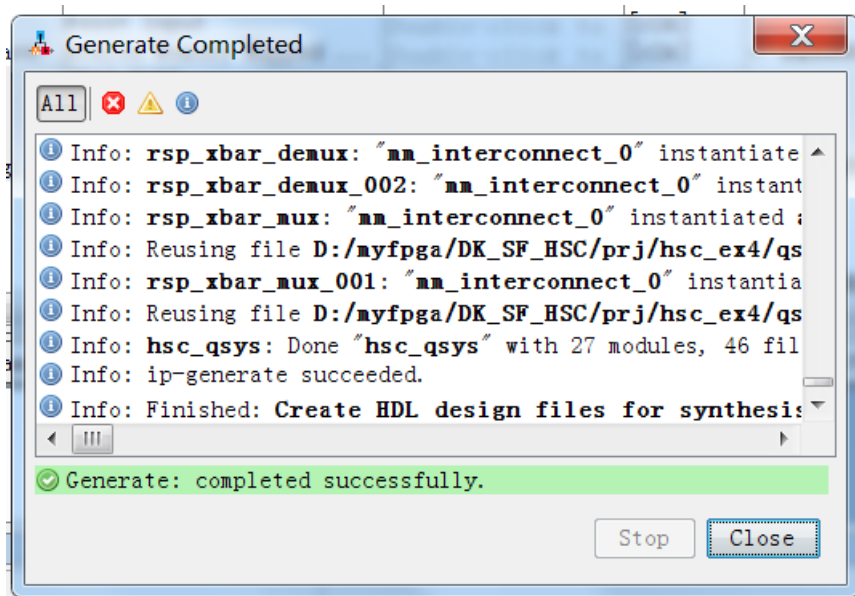 Generate Completed
All
Info: rsp_xbar_demux: "mm_interconnect_0" instantiate
Info: rsp_xbar_demux_002: "mm_interconnect_0" instant
Info: rsp_xbar_mux: "mm_interconnect_0" instantiated
Info: Reusing file D:/myfpga/DK_SF_HSC/prj/hsc_ex4/qs
Info: rsp_xbar_mux_001: "mm_interconnect_0" instantia
Info: Reusing file D:/myfpga/DK_SF_HSC/prj/hsc_ex4/qs
Info: hsc_qsys: Done "hsc_qsys" with 27 modules, 46 fil
Info: ip-generate succeeded.
Info: Finished: Create HDL design files for synthesis
Generate: completed successfully.
Stop Close